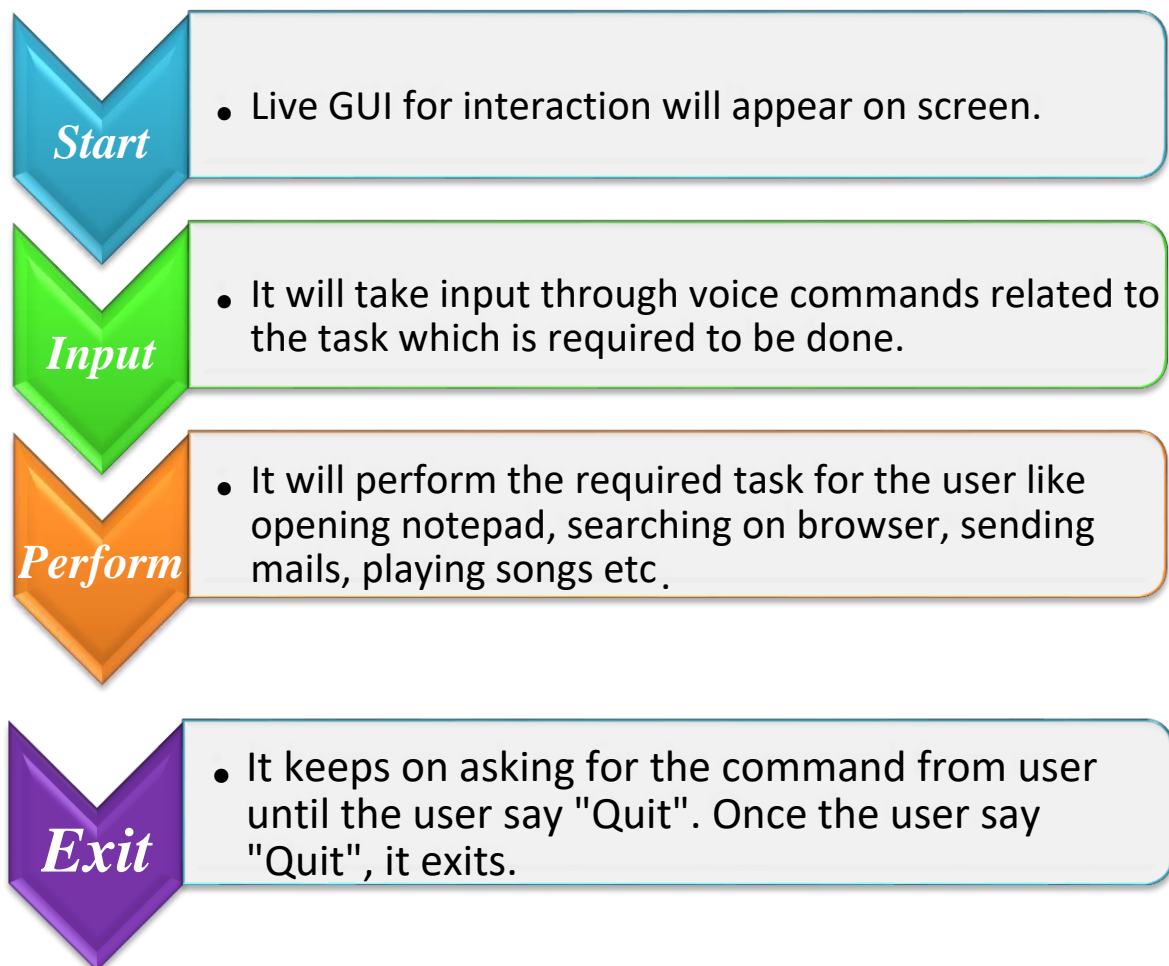 Start
• Live GUI for interaction will appear on screen.
Input
• It will take input through voice commands related to
the task which is required to be done.
Perform
• It will perform the required task for the user like
opening notepad, searching on browser, sending
mails, playing songs etc.
Exit
• It keeps on asking for the command from user
until the user say "Quit". Once the user say
"Quit", it exits.